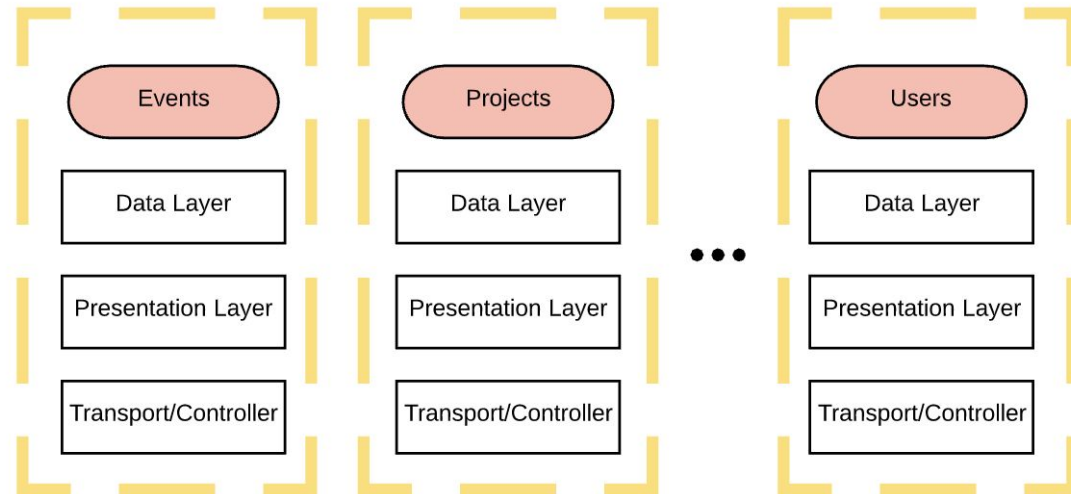 Events
Data Layer
Presentation Layer
Transport/Controller
Projects
Data Layer
Presentation Layer
Transport/Controller
Users
Data Layer
Presentation Layer
Transport/Controller